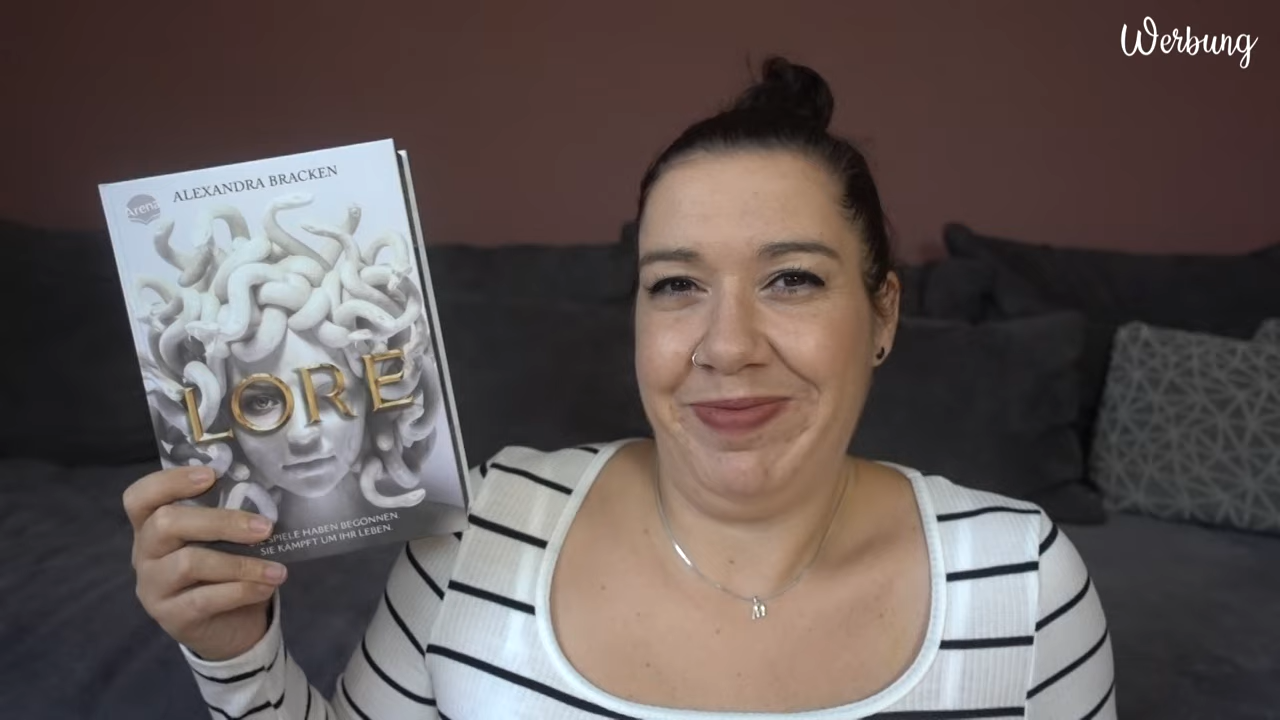 Werbung
ALEXANDRA BRACKEN
Arena
LORE
SPIELE HABEN BEGONNEN
SIE KÄMPFT UM IHR LEBEN.
M